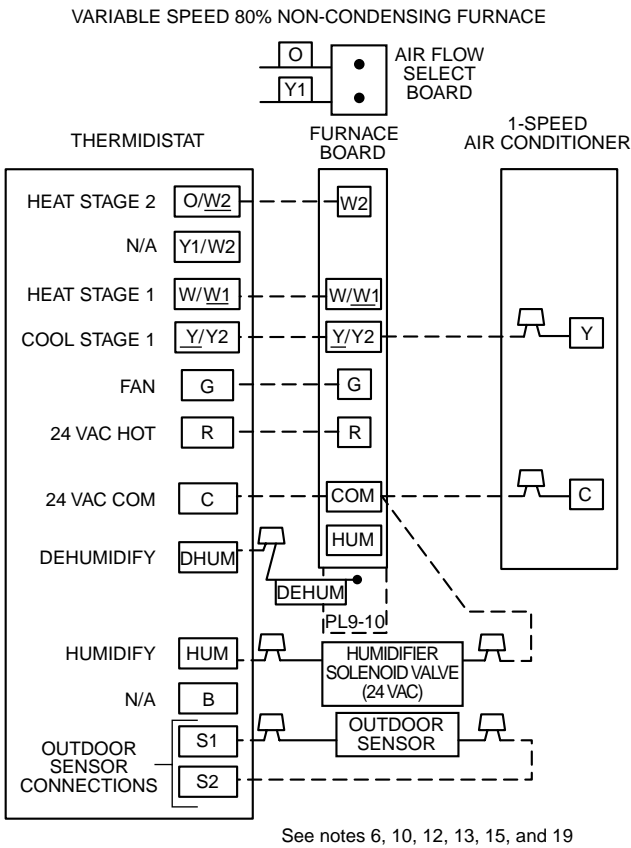 VARIABLE SPEED 80% NON-CONDENSING FURNACE
O
Y1
AIR FLOW
SELECT
BOARD
THERMIDISTAT
FURNACE
BOARD
1-SPEED
AIR CONDITIONER
HEAT STAGE 2 O/W2 W2
N/A Y1/W2
HEAT STAGE 1 W/W1 W/W1
COOL STAGE 1 Y/Y2 Y/Y2 Y
FAN G G
24 VAC HOT R R
24 VAC COM C COM C
HUM
DEHUMIDIFY DHUM
DEHUM
PL9-10
HUMIDIFY HUM
HUMIDIFIER
SOLENOID VALVE
(24 VAC)
N/A B
OUTDOOR
SENSOR
CONNECTIONS
S1
S2
OUTDOOR
SENSOR
See notes 6, 10, 12, 13, 15, and 19